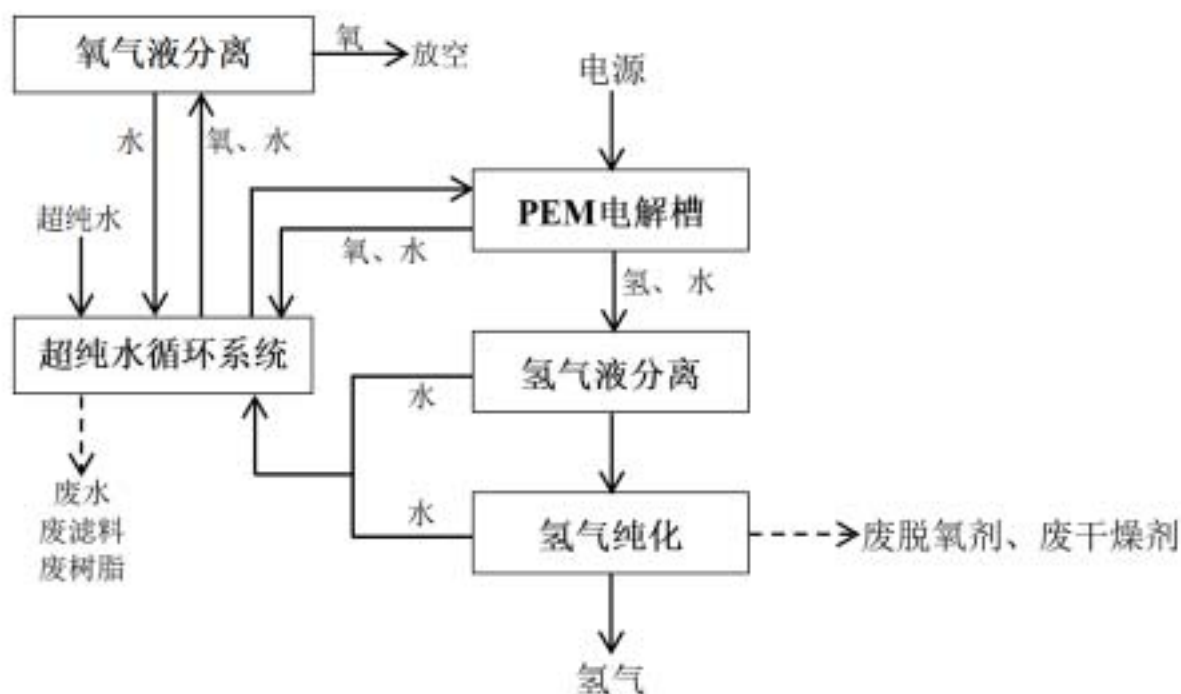 氧气液分离
氧
放空
电源
水
氧、水
PEM电解槽
超纯水
氧、水
氢、水
超纯水循环系统
氢气液分离
水
废水
废滤料
废树脂
水
氢气纯化
废脱氧剂、废干燥剂
氢气